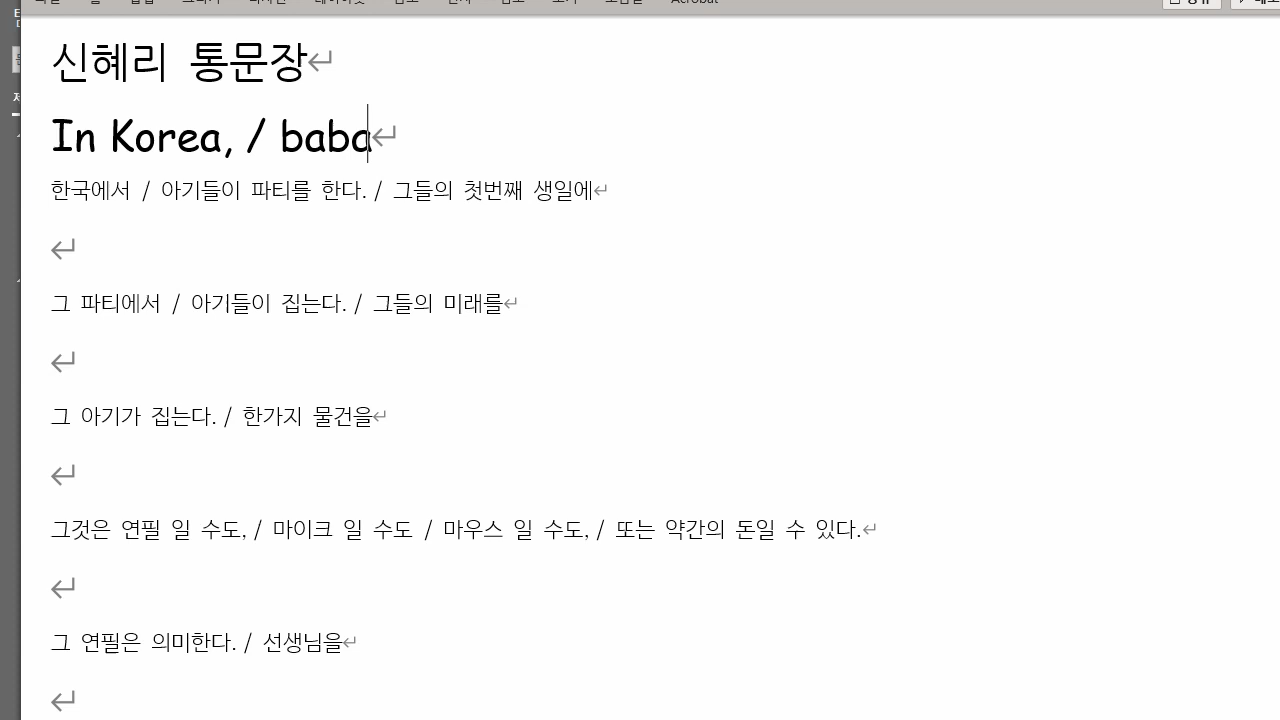 Acrobat
신혜리 통문장
In Korea, / baba
한국에서 / 아기들이 파티를 한다. / 그들의 첫번째 생일에
그 파티에서 / 아기들이 집는다. / 그들의 미래를
그 아기가 집는다. / 한가지 물건을
그것은 연필 일 수도, / 마이크 일 수도 / 마우스 일 수도, / 또는 약간의 돈일 수 있다.
그 연필은 의미한다. / 선생님을